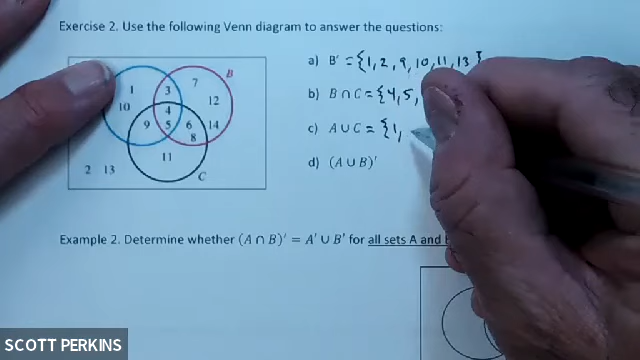 Exercise 2. Use the following Venn diagram to answer the questions:
a) B' = {1, 2, 9, 10, 11, 13}
b) B ∩ C = {4, 5,
c) A ∪ C = {1,
d) (A ∪ B)'
1 3 7 B
10 4 12
9 5 6 14
8
11
2 13 C
Example 2. Determine whether (A ∩ B)' = A' ∪ B' for all sets A and
SCOTT PERKINS